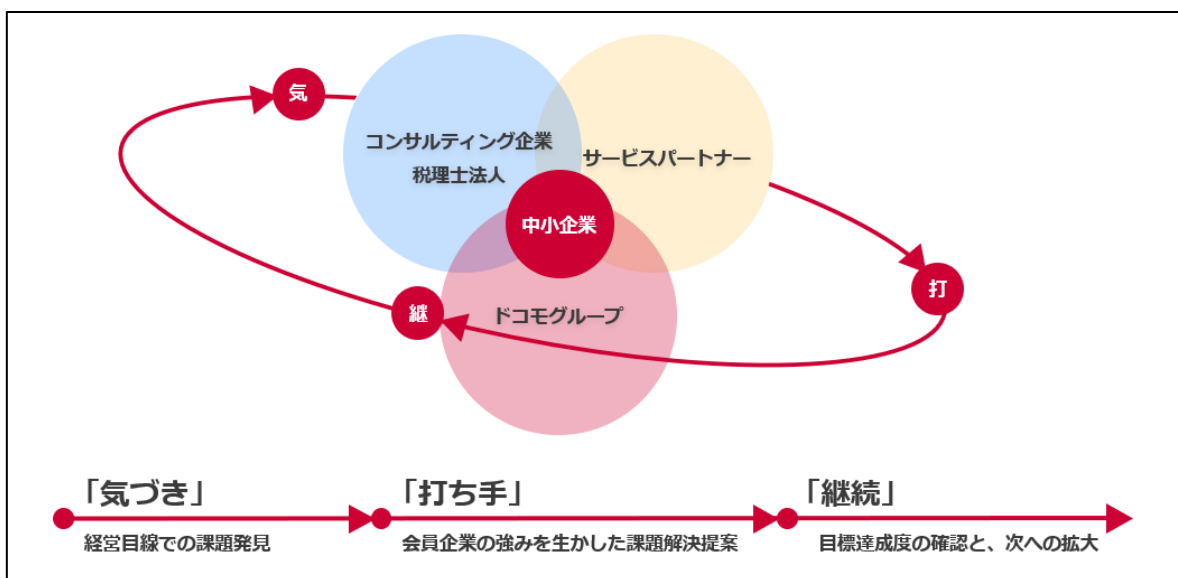 気
コンサルティング企業
税理士法人
サービスパートナー
中小企業
打
継
ドコモグループ
「気づき」
「打ち手」
「継続」
経営目線での課題発見
会員企業の強みを生かした課題解決提案
目標達成度の確認と、次への拡大